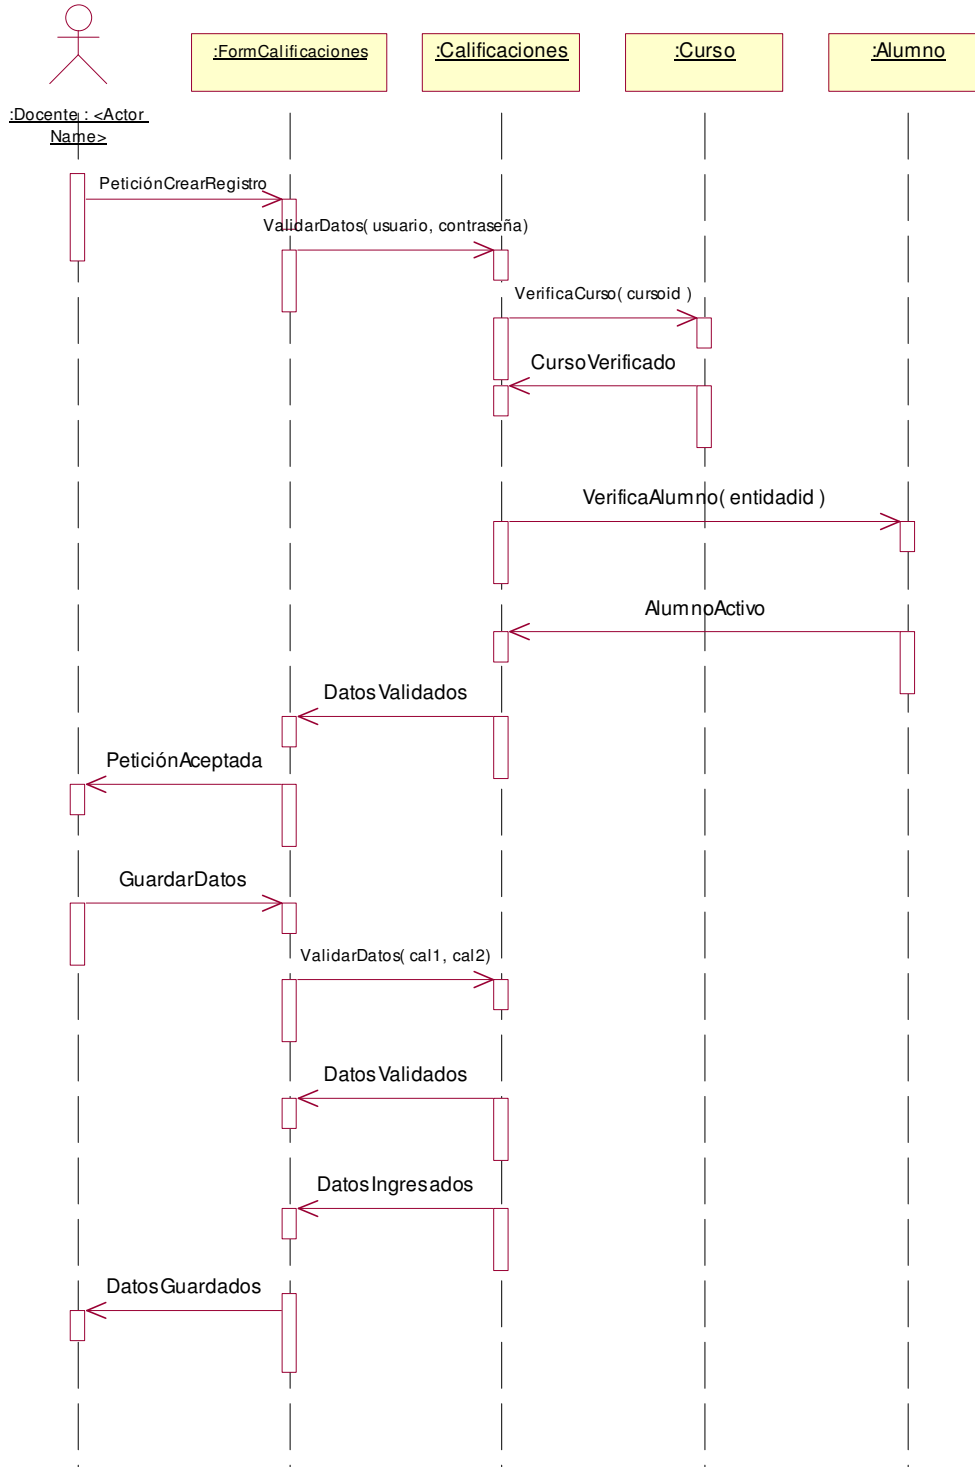 :FormCalificaciones
:Calificaciones
:Curso
:Alumno
:Docente : <Actor
Name>
PeticiónCrearRegistro
ValidarDatos( usuario, contraseña)
VerificaCurso( cursoid )
CursoVerificado
VerificaAlumno( entidadid )
AlumnoActivo
DatosValidados
PeticiónAceptada
GuardarDatos
ValidarDatos( cal1, cal2)
DatosValidados
DatosIngresados
DatosGuardados